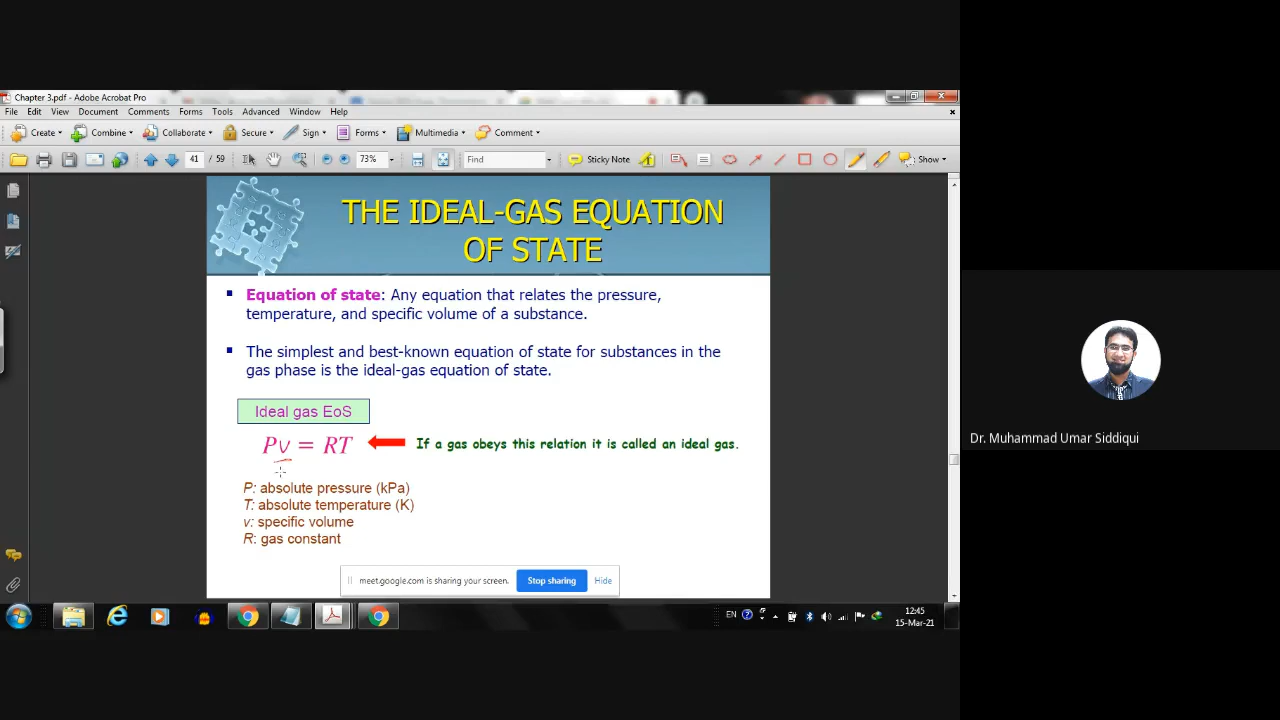 Chapter 3.pdf - Adobe Acrobat Pro
File Edit View Document Comments Forms Tools Advanced Window Help
Create Combine Collaborate Secure Sign Forms Multimedia Comment
41 / 59 73% Find Sticky Note Show
THE IDEAL-GAS EQUATION
OF STATE
Equation of state: Any equation that relates the pressure,
temperature, and specific volume of a substance.
The simplest and best-known equation of state for substances in the
gas phase is the ideal-gas equation of state.
Ideal gas EoS
Pv = RT If a gas obeys this relation it is called an ideal gas.
P: absolute pressure (kPa)
T: absolute temperature (K)
v: specific volume
R: gas constant
meet.google.com is sharing your screen. Stop sharing Hide
EN 12:45
15-Mar-21
Dr. Muhammad Umar Siddiqui